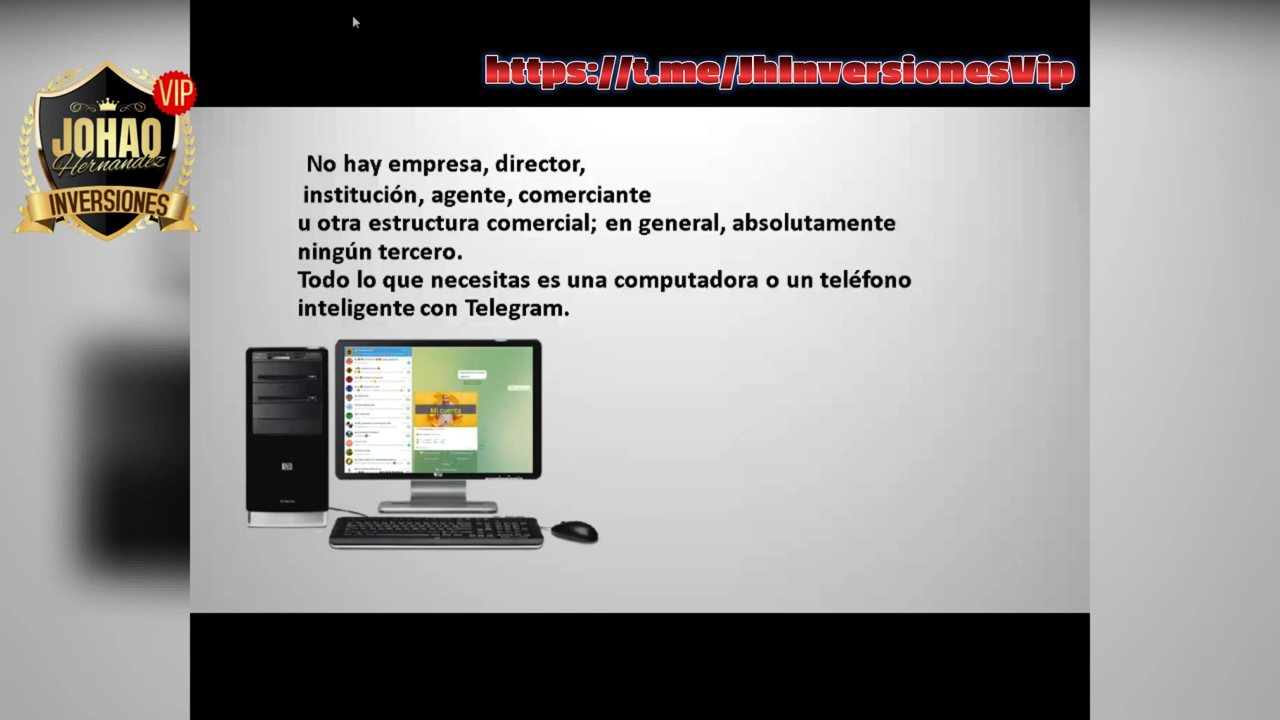 https://t.me/JhInversionesVip
VIP
JOHAO
Hernandez
INVERSIONES
No hay empresa, director,
institución, agente, comerciante
u otra estructura comercial; en general, absolutamente
ningún tercero.
Todo lo que necesitas es una computadora o un teléfono
inteligente con Telegram.
Mi cuenta